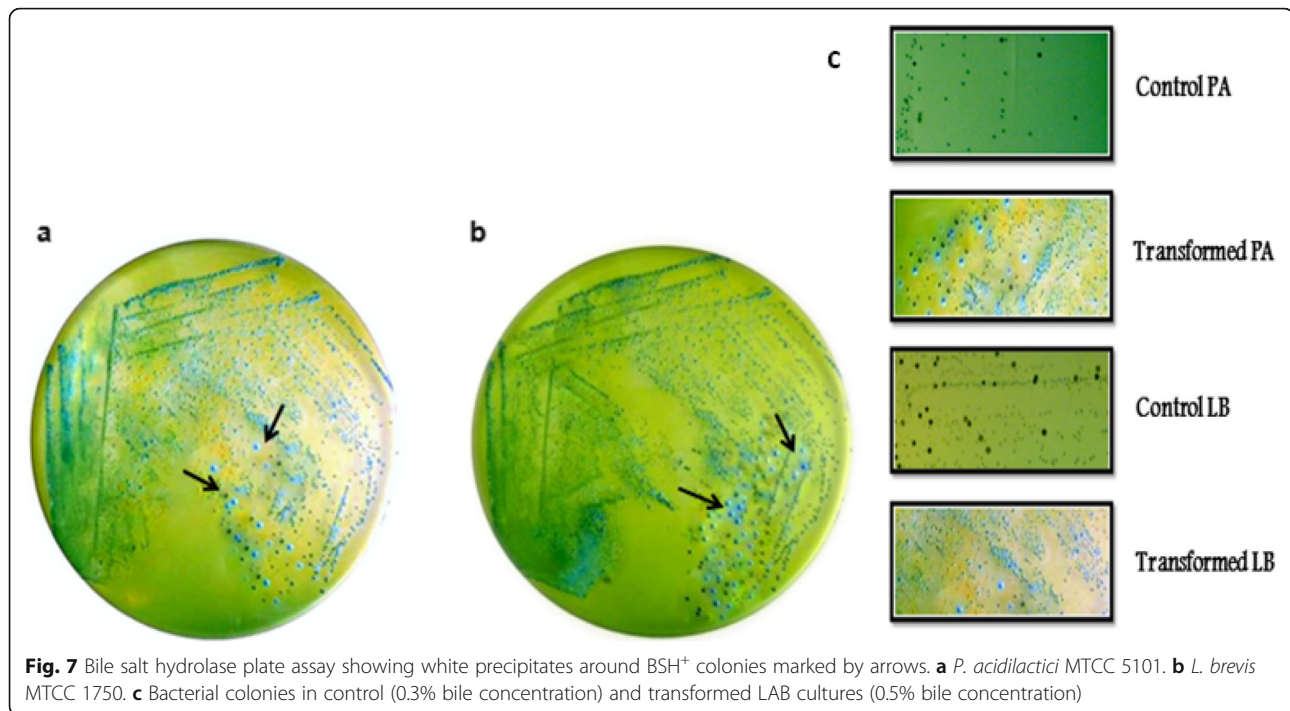 c
Control PA
Transformed PA
a
b
Control LB
Transformed LB
Fig. 7 Bile salt hydrolase plate assay showing white precipitates around BSH⁺ colonies marked by arrows. a P. acidilactici MTCC 5101. b L. brevis
MTCC 1750. c Bacterial colonies in control (0.3% bile concentration) and transformed LAB cultures (0.5% bile concentration)